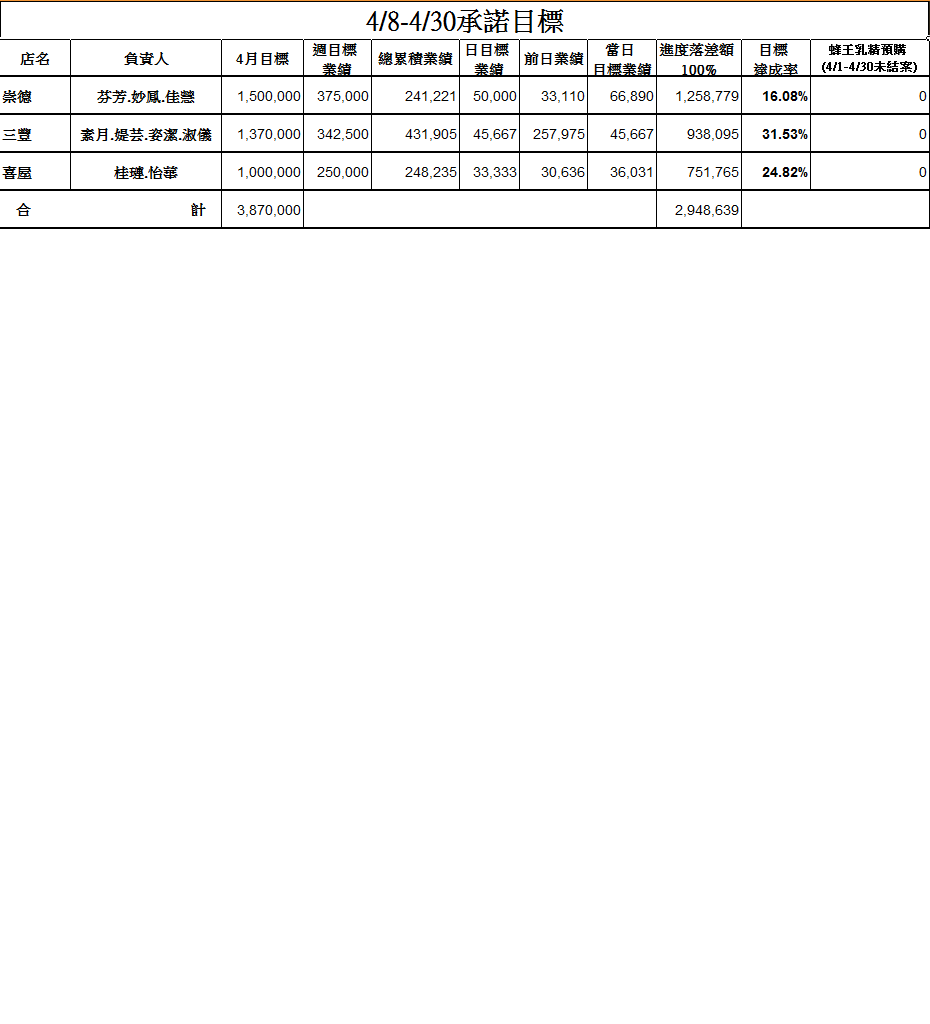 4/8-4/30承諾目標
店名 負責人 4月目標 週目標業績 總累積業績 日目標業績 前日業績 當日目標業績 進度落差額100% 目標達成率 蜂王乳精預購(4/1-4/30未結案)
崇德 芬芳.妙鳳.佳慧 1,500,000 375,000 241,221 50,000 33,110 66,890 1,258,779 16.08% 0
三豐 素月.媞芸.姿潔.淑儀 1,370,000 342,500 431,905 45,667 257,975 45,667 938,095 31.53% 0
喜屋 桂璉.怡華 1,000,000 250,000 248,235 33,333 30,636 36,031 751,765 24.82% 0
合計 3,870,000 2,948,639